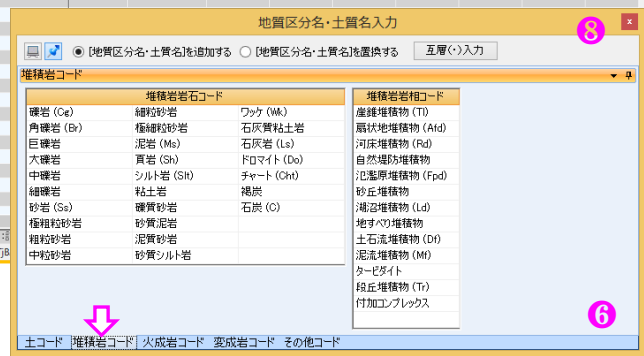 地質区分名・土質名入力
8
×
[地質区分名・土質名]を追加する
[地質区分名・土質名]を置換する
互層(・)入力
堆積岩コード
堆積岩岩石コード
礫岩 (Cg) 細粒砂岩 ワッケ (Wk)
角礫岩 (Br) 極細粒砂岩 石灰質粘土岩
巨礫岩 泥岩 (Ms) 石灰岩 (Ls)
大礫岩 頁岩 (Sh) ドロマイト (Do)
中礫岩 シルト岩 (Slt) チャート (Cht)
細礫岩 粘土岩 褐炭
砂岩 (Ss) 礫質砂岩 石炭 (C)
極粗粒砂岩 砂質泥岩
粗粒砂岩 泥質砂岩
中粒砂岩 砂質シルト岩
堆積岩岩相コード
崖錐堆積物 (Tl)
扇状地堆積物 (Afd)
河床堆積物 (Rd)
自然堤防堆積物
氾濫原堆積物 (Fpd)
砂丘堆積物
湖沼堆積物 (Ld)
地すべり堆積物
土石流堆積物 (Df)
泥流堆積物 (Mf)
タービダイト
段丘堆積物 (Tr)
付加コンプレックス
6
土コード 堆積岩コード 火成岩コード 変成岩コード その他コード